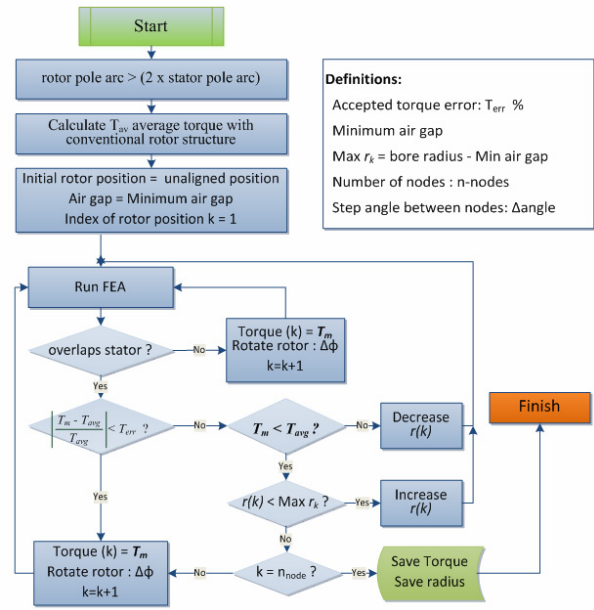 Start
rotor pole arc > (2 x stator pole arc)
Calculate Tav average torque with
conventional rotor structure
Initial rotor position = unaligned position
Air gap = Minimum air gap
Index of rotor position k = 1
Definitions:
Accepted torque error: Terr %
Minimum air gap
Max rk = bore radius - Min air gap
Number of nodes : n-nodes
Step angle between nodes: Δangle
Run FEA
overlaps stator ?
No
Torque (k) = Tm
Rotate rotor : Δϕ
k=k+1
Yes
|Tm - Tavg / Tavg| < Terr ?
No
Tm < Tavg ?
No
Decrease
r(k)
Finish
Yes
Yes
r(k) < Max rk ?
Yes
Increase
r(k)
No
Torque (k) = Tm
Rotate rotor : Δϕ
k=k+1
No
k = nnode ?
Yes
Save Torque
Save radius